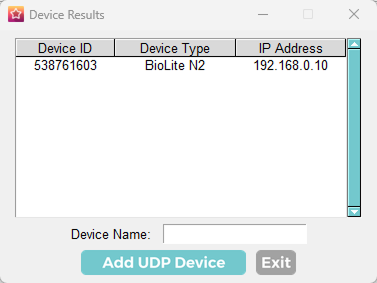 Device Results
Device ID Device Type IP Address
538761603 BioLite N2 192.168.0.10
Device Name:
Add UDP Device Exit